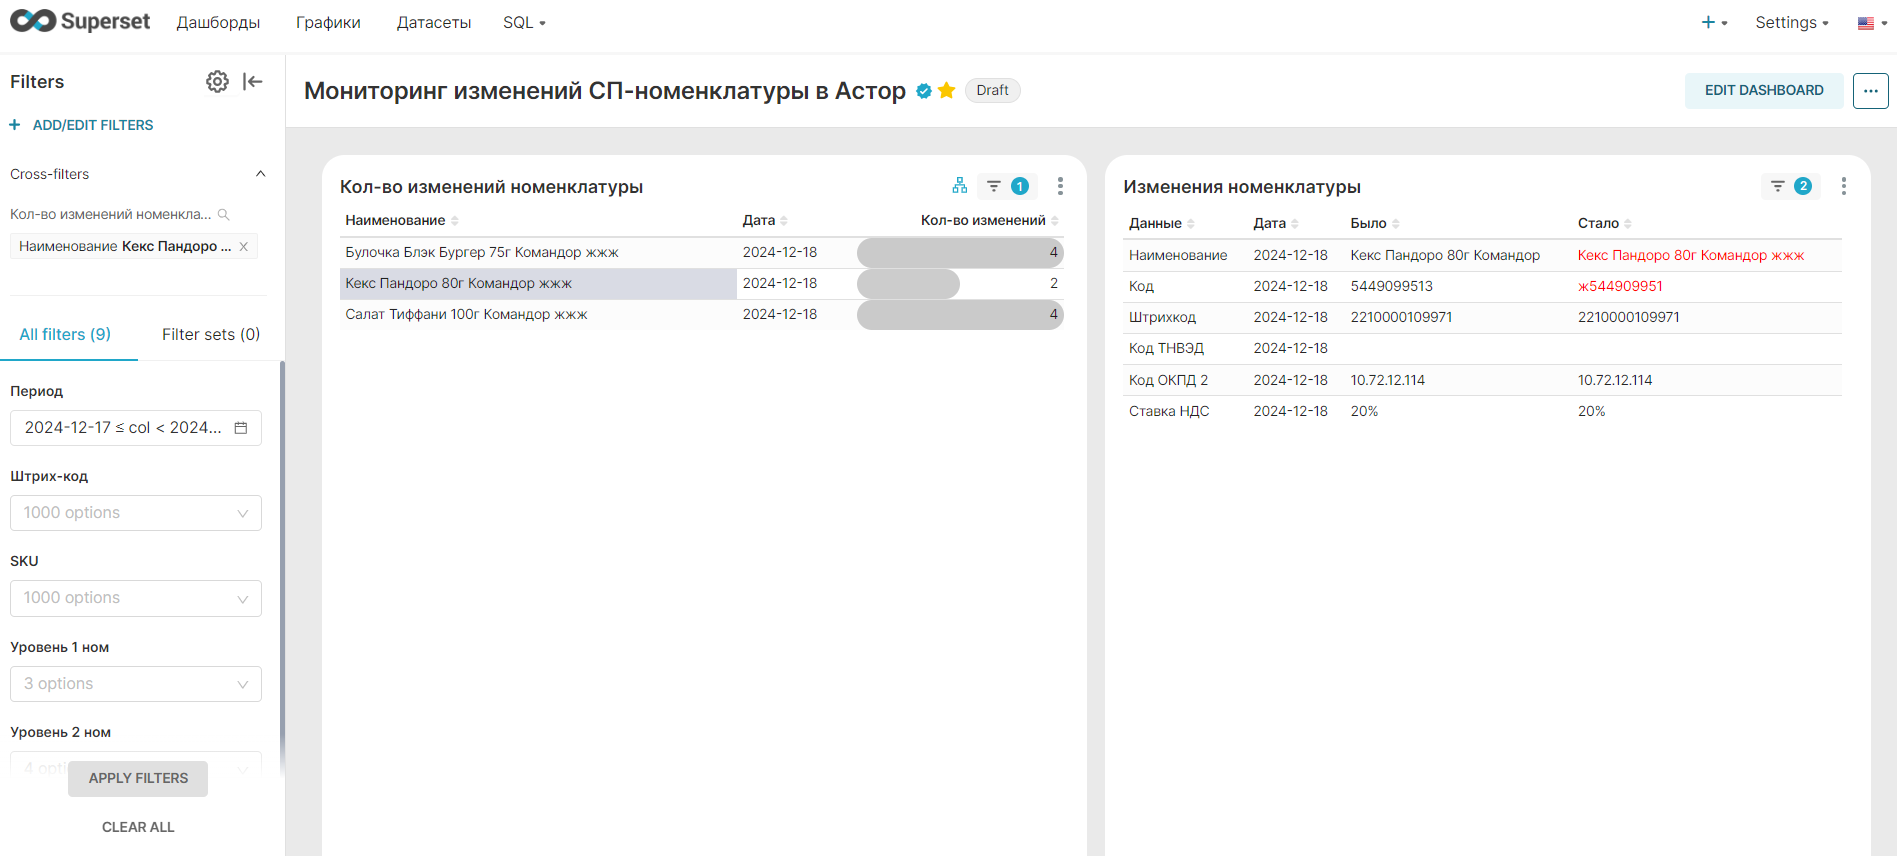 Superset Дашборды Графики Датасеты SQL + Settings
Filters
+ ADD/EDIT FILTERS
Cross-filters
Кол-во изменений номенкла...
Наименование Кекс Пандоро ... X
All filters (9) Filter sets (0)
Период
2024-12-17 ≤ col < 2024...
Штрих-код
1000 options
SKU
1000 options
Уровень 1 ном
3 options
Уровень 2 ном
4 opti
APPLY FILTERS
CLEAR ALL
Мониторинг изменений СП-номенклатуры в Астор Draft EDIT DASHBOARD ...
Кол-во изменений номенклатуры 1
Наименование Дата Кол-во изменений
Булочка Блэк Бургер 75г Командор жжж 2024-12-18 4
Кекс Пандоро 80г Командор жжж 2024-12-18 2
Салат Тиффани 100г Командор жжж 2024-12-18 4
Изменения номенклатуры 2
Данные Дата Было Стало
Наименование 2024-12-18 Кекс Пандоро 80г Командор Кекс Пандоро 80г Командор жжж
Код 2024-12-18 5449099513 ж544909951
Штрихкод 2024-12-18 2210000109971 2210000109971
Код ТНВЭД 2024-12-18
Код ОКПД 2 2024-12-18 10.72.12.114 10.72.12.114
Ставка НДС 2024-12-18 20% 20%